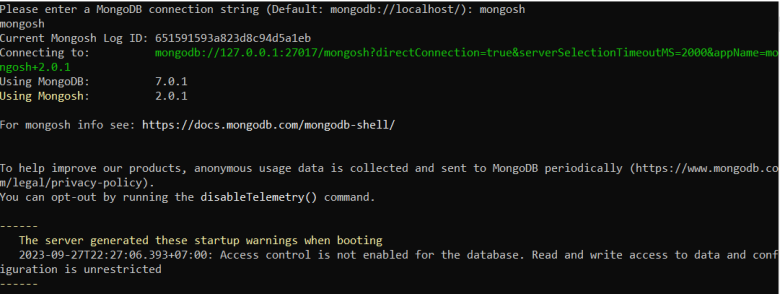 Please enter a MongoDB connection string (Default: mongodb://localhost/): mongosh
mongosh
Current Mongosh Log ID: 651591593a823d8c94d5a1eb
Connecting to:          mongodb://127.0.0.1:27017/mongosh?directConnection=true&serverSelectionTimeoutMS=2000&appName=mo
ngosh+2.0.1
Using MongoDB:          7.0.1
Using Mongosh:          2.0.1
For mongosh info see: https://docs.mongodb.com/mongodb-shell/
To help improve our products, anonymous usage data is collected and sent to MongoDB periodically (https://www.mongodb.co
m/legal/privacy-policy).
You can opt-out by running the disableTelemetry() command.
------
   The server generated these startup warnings when booting
   2023-09-27T22:27:06.393+07:00: Access control is not enabled for the database. Read and write access to data and conf
iguration is unrestricted
------